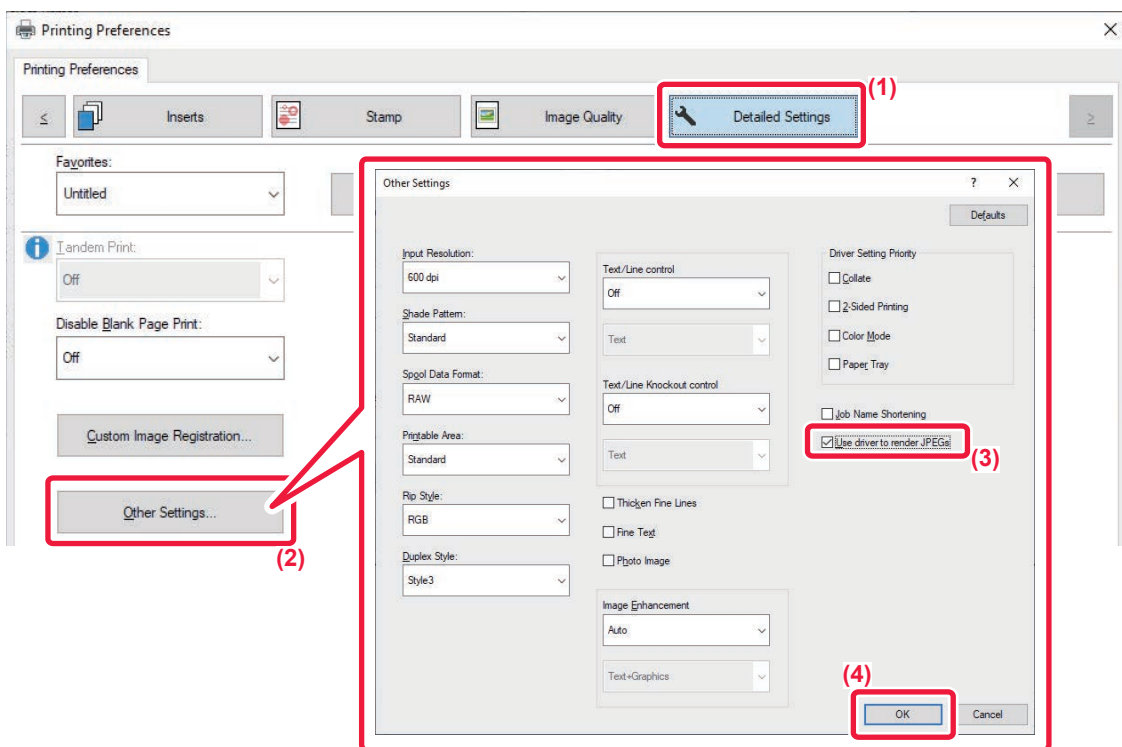 Printing Preferences
Printing Preferences
(1)
< Inserts Stamp Image Quality Detailed Settings >
Favorites:
Untitled
Tandem Print:
Off
Disable Blank Page Print:
Off
Custom Image Registration...
Other Settings...
(2)
Other Settings ? X
Defaults
Input Resolution:
600 dpi
Shade Pattern:
Standard
Spool Data Format:
RAW
Printable Area:
Standard
Rip Style:
RGB
Duplex Style:
Style3
Text/Line control
Off
Text
Text/Line Knockout control
Off
Text
Thicken Fine Lines
Fine Text
Photo Image
Image Enhancement
Auto
Text+Graphics
Driver Setting Priority
Collate
2-Sided Printing
Color Mode
Paper Tray
Job Name Shortening
Use driver to render JPEGs
(3)
(4)
OK Cancel